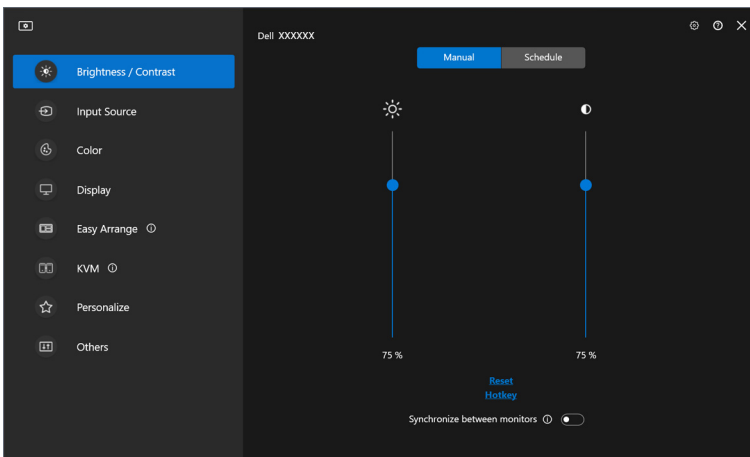 Dell XXXXXX
Manual
Schedule
Brightness / Contrast
Input Source
Color
Display
Easy Arrange
KVM
Personalize
Others
75 %
75 %
Reset
Hotkey
Synchronize between monitors